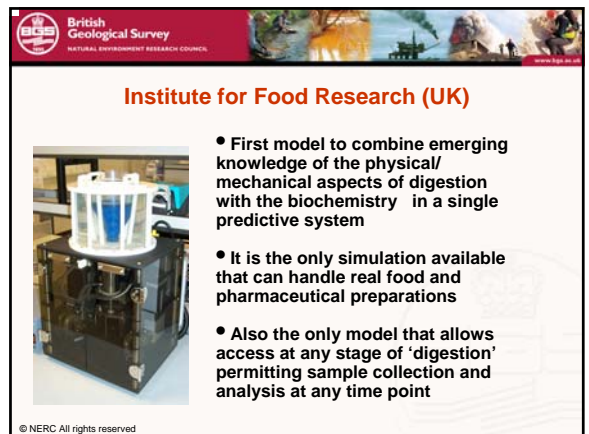 BGS
1835
British
Geological Survey
NATURAL ENVIRONMENT RESEARCH COUNCIL
www.bgs.ac.uk
Institute for Food Research (UK)
• First model to combine emerging
knowledge of the physical/
mechanical aspects of digestion
with the biochemistry in a single
predictive system
• It is the only simulation available
that can handle real food and
pharmaceutical preparations
• Also the only model that allows
access at any stage of ‘digestion’
permitting sample collection and
analysis at any time point
© NERC All rights reserved